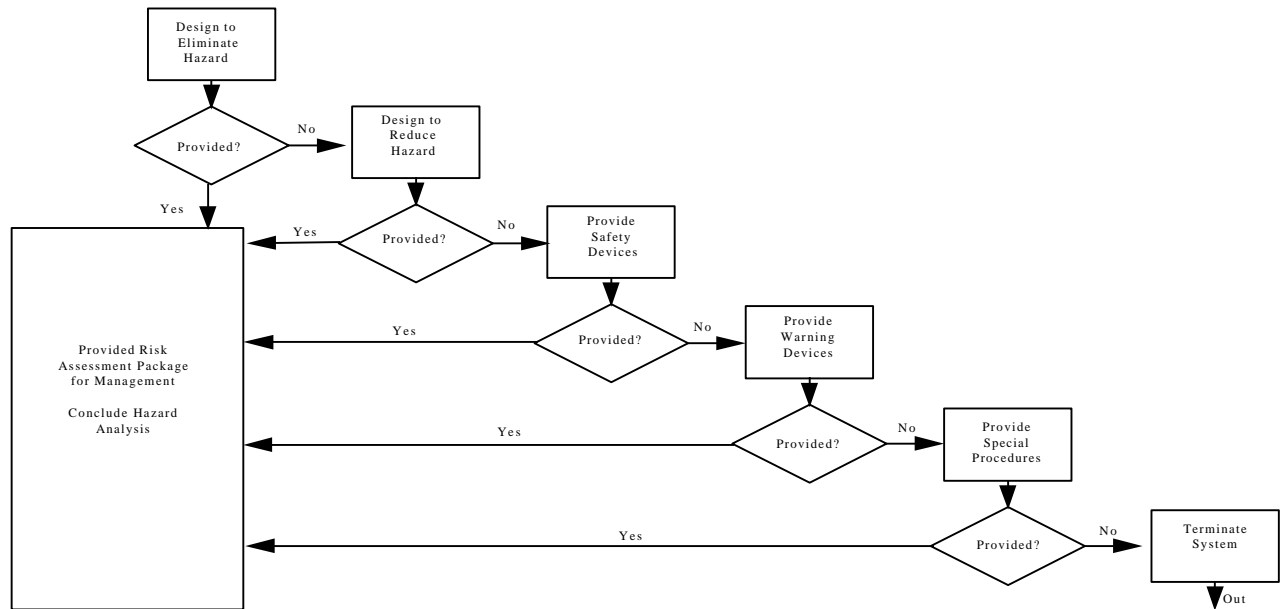 Design to
Eliminate
Hazard
Provided?
No
Design to
Reduce
Hazard
Yes
Provided?
Yes
No
Provide
Safety
Devices
Provided?
Yes
No
Provide
Warning
Devices
Provided Risk
Assessment Package
for Management
Conclude Hazard
Analysis
Provided?
Yes
No
Provide
Special
Procedures
Provided?
Yes
No
Terminate
System
Out